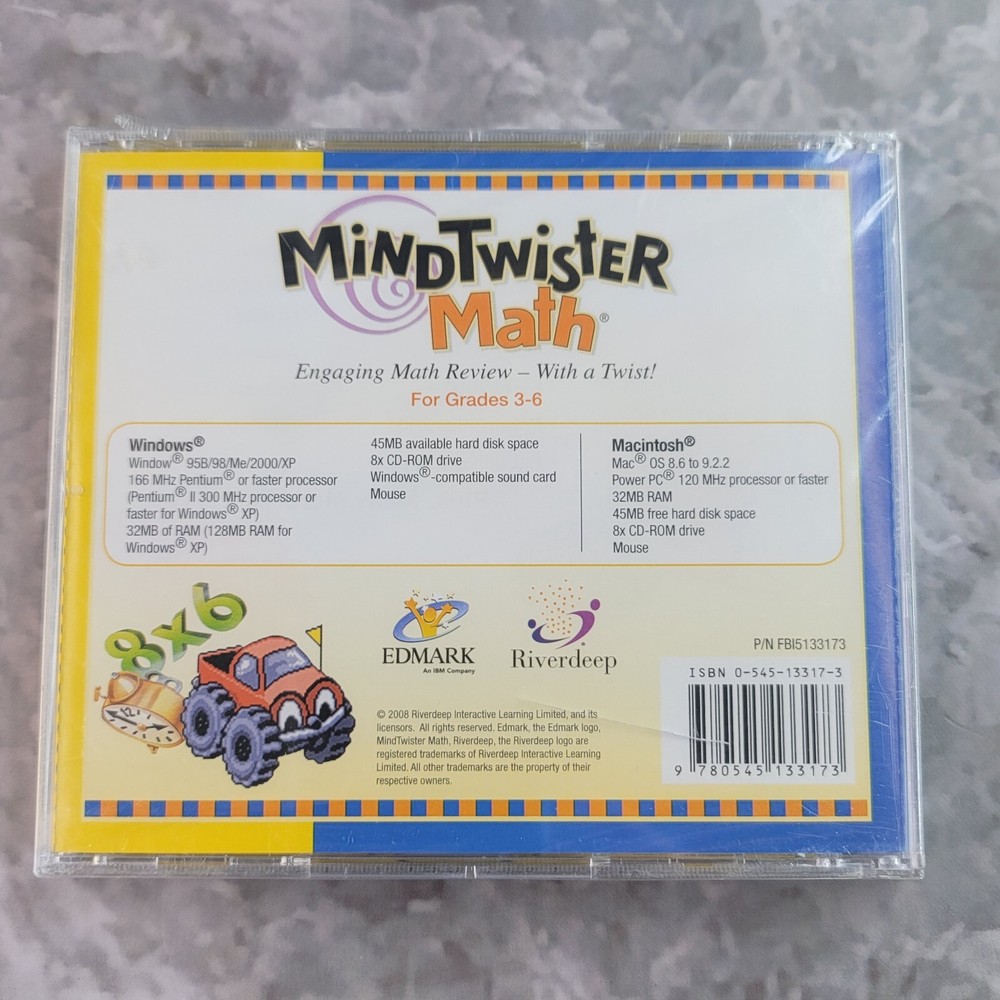 MindTwister
Math®
Engaging Math Review – With a Twist!
For Grades 3-6
Windows®
Window® 95B/98/Me/2000/XP
166 MHz Pentium® or faster processor
(Pentium® II 300 MHz processor or
faster for Windows® XP)
32MB of RAM (128MB RAM for
Windows® XP)
45MB available hard disk space
8x CD-ROM drive
Windows®-compatible sound card
Mouse
Macintosh®
Mac® OS 8.6 to 9.2.2
Power PC® 120 MHz processor or faster
32MB RAM
45MB free hard disk space
8x CD-ROM drive
Mouse
8x6
12
EDMARK
An IBM Company
Riverdeep
© 2008 Riverdeep Interactive Learning Limited, and its
licensors. All rights reserved. Edmark, the Edmark logo,
MindTwister Math, Riverdeep, the Riverdeep logo are
registered trademarks of Riverdeep Interactive Learning
Limited. All other trademarks are the property of their
respective owners.
P/N FBI5133173
ISBN 0-545-13317-3
9 780545 133173